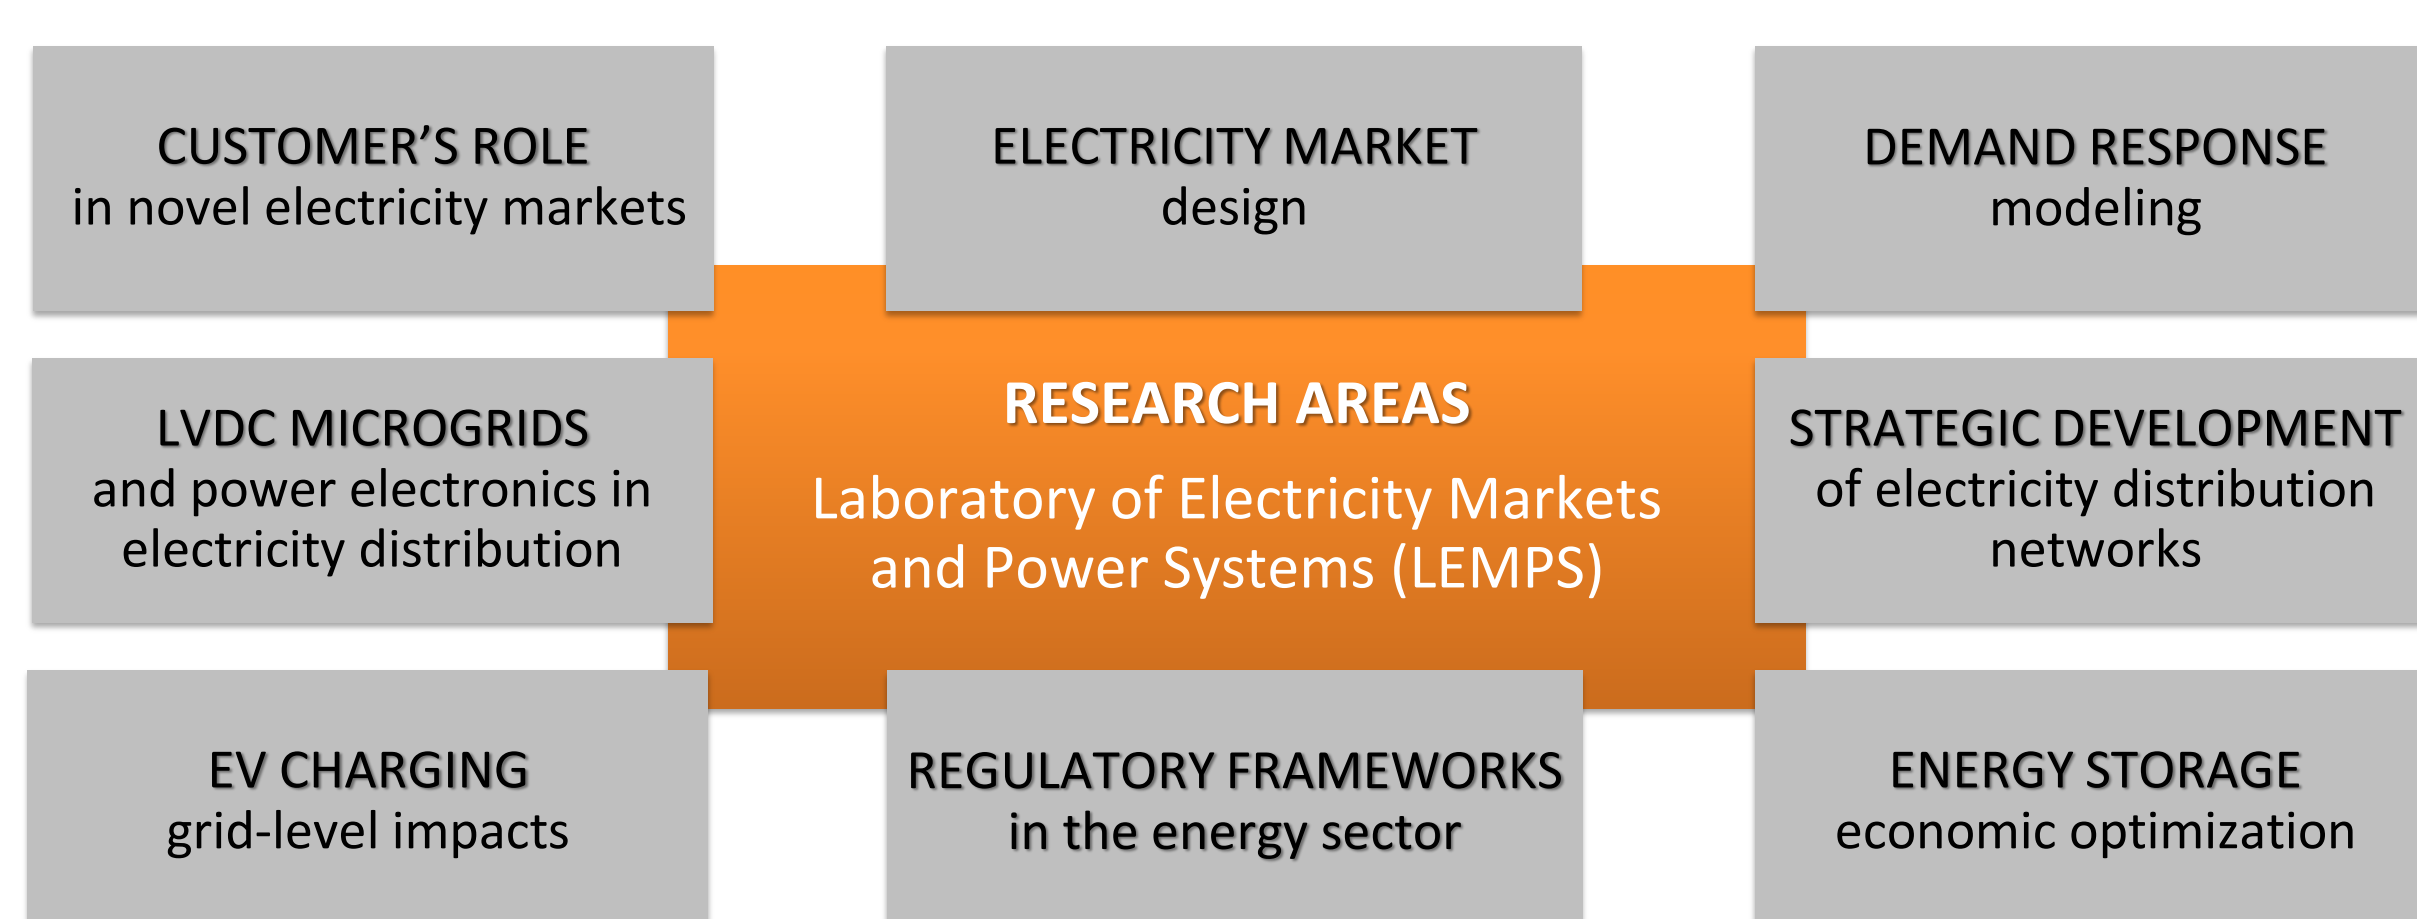 CUSTOMER’S ROLE
in novel electricity markets
ELECTRICITY MARKET
design
DEMAND RESPONSE
modeling
LVDC MICROGRIDS
and power electronics in
electricity distribution
RESEARCH AREAS
Laboratory of Electricity Markets
and Power Systems (LEMPS)
STRATEGIC DEVELOPMENT
of electricity distribution
networks
EV CHARGING
grid-level impacts
REGULATORY FRAMEWORKS
in the energy sector
ENERGY STORAGE
economic optimization